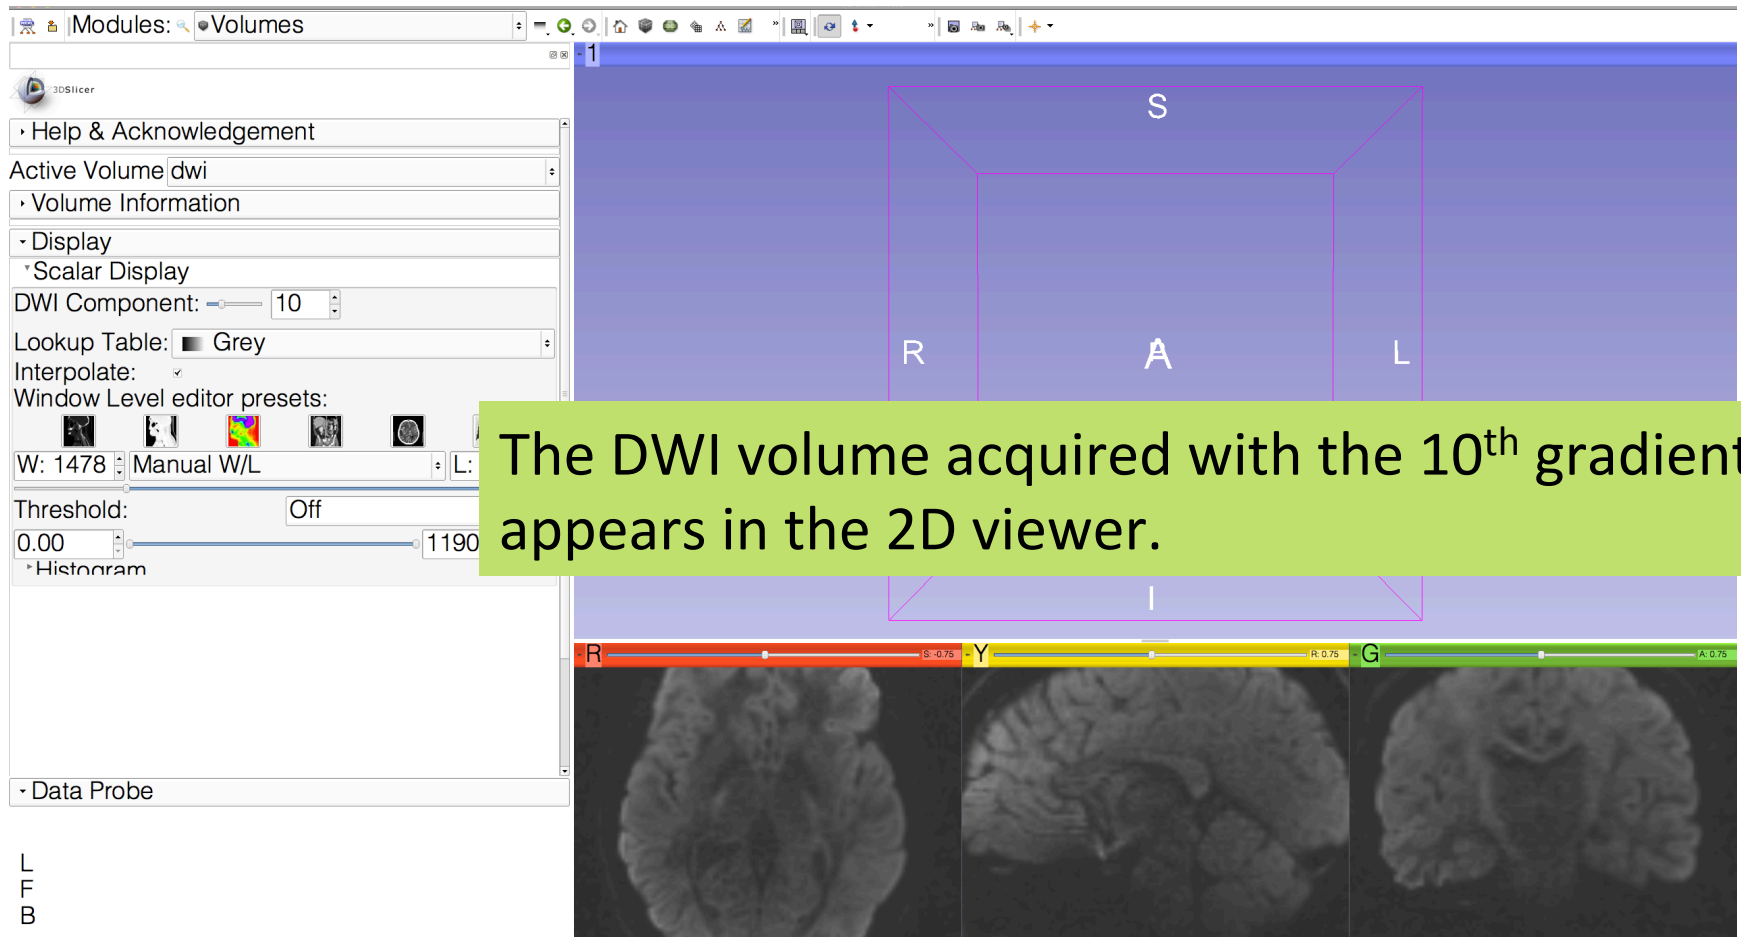 Modules: Volumes
3DSlicer
Help & Acknowledgement
Active Volume dwi
Volume Information
Display
Scalar Display
DWI Component: 10
Lookup Table: Grey
Interpolate:
Window Level editor presets:
W: 1478 Manual W/L L:
Threshold: Off
0.00 1190
Histogram
Data Probe
L
F
B
1
S
R A L
I
The DWI volume acquired with the 10th gradient
appears in the 2D viewer.
R S: -0.75 Y R: 0.75 G A: 0.75